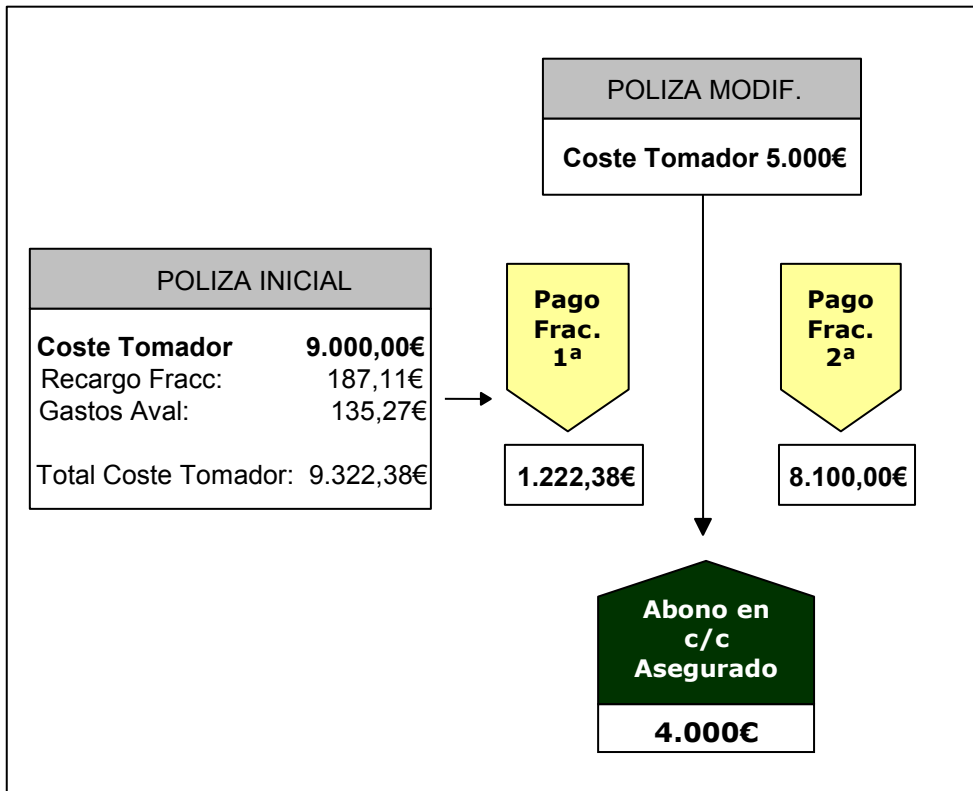 POLIZA MODIF.
Coste Tomador 5.000€
POLIZA INICIAL
Coste Tomador 9.000,00€
Recargo Fracc: 187,11€
Gastos Aval: 135,27€
Total Coste Tomador: 9.322,38€
Pago
Frac.
1ª
1.222,38€
Pago
Frac.
2ª
8.100,00€
Abono en
c/c
Asegurado
4.000€